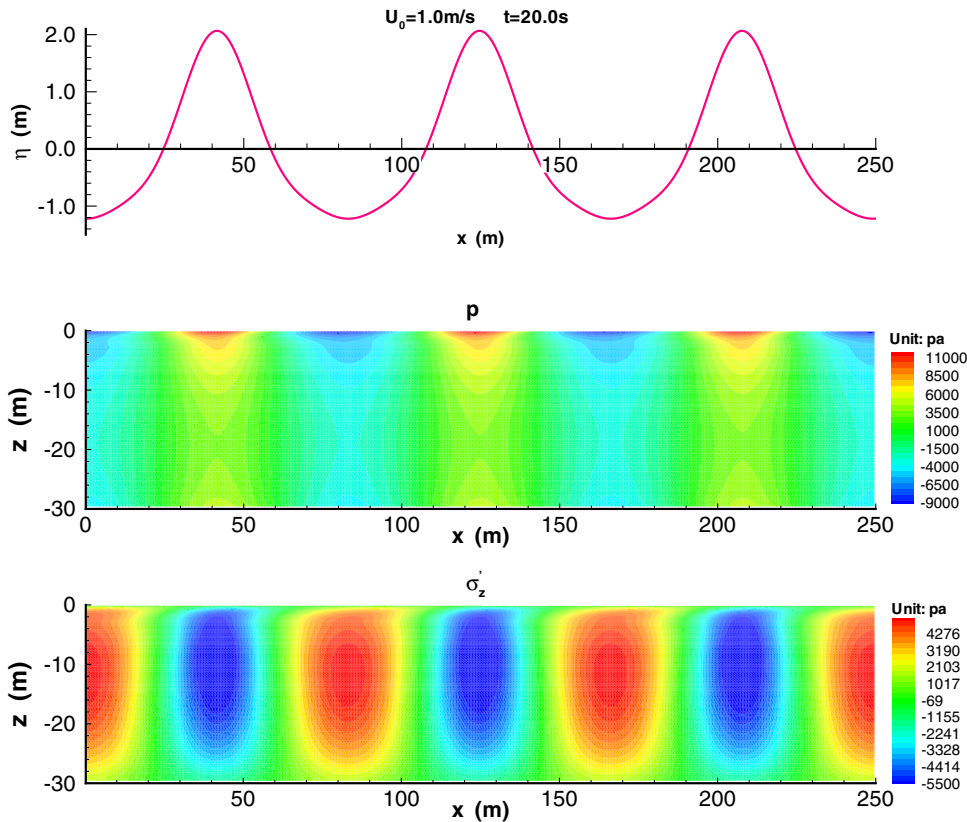 U₀=1.0m/s t=20.0s
2.0
1.0
0.0
-1.0
η (m)
50 100 150 200 250
x (m)
p
0
-10
-20
-30
z (m)
0 50 100 150 200 250
x (m)
Unit: pa
11000
8500
6000
3500
1000
-1500
-4000
-6500
-9000
σ'z
0
-10
-20
-30
z (m)
50 100 150 200 250
x (m)
Unit: pa
4276
3190
2103
1017
-69
-1155
-2241
-3328
-4414
-5500